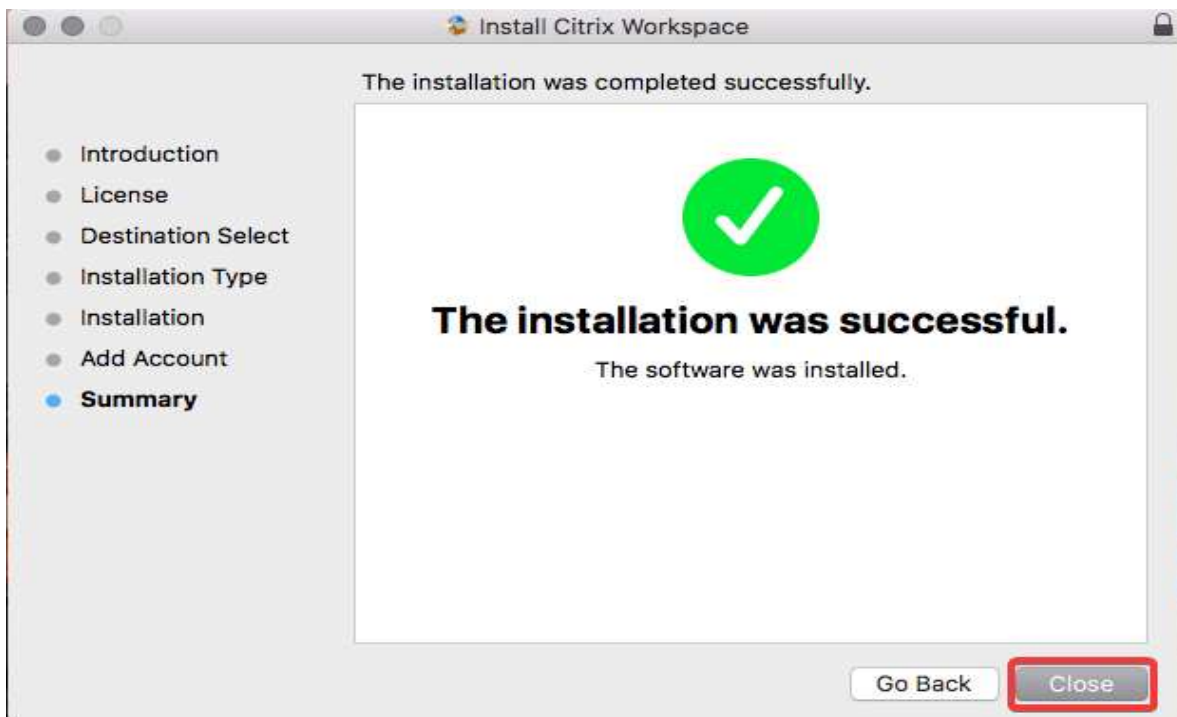 Install Citrix Workspace
The installation was completed successfully.
Introduction
License
Destination Select
Installation Type
Installation
Add Account
Summary
The installation was successful.
The software was installed.
Go Back
Close